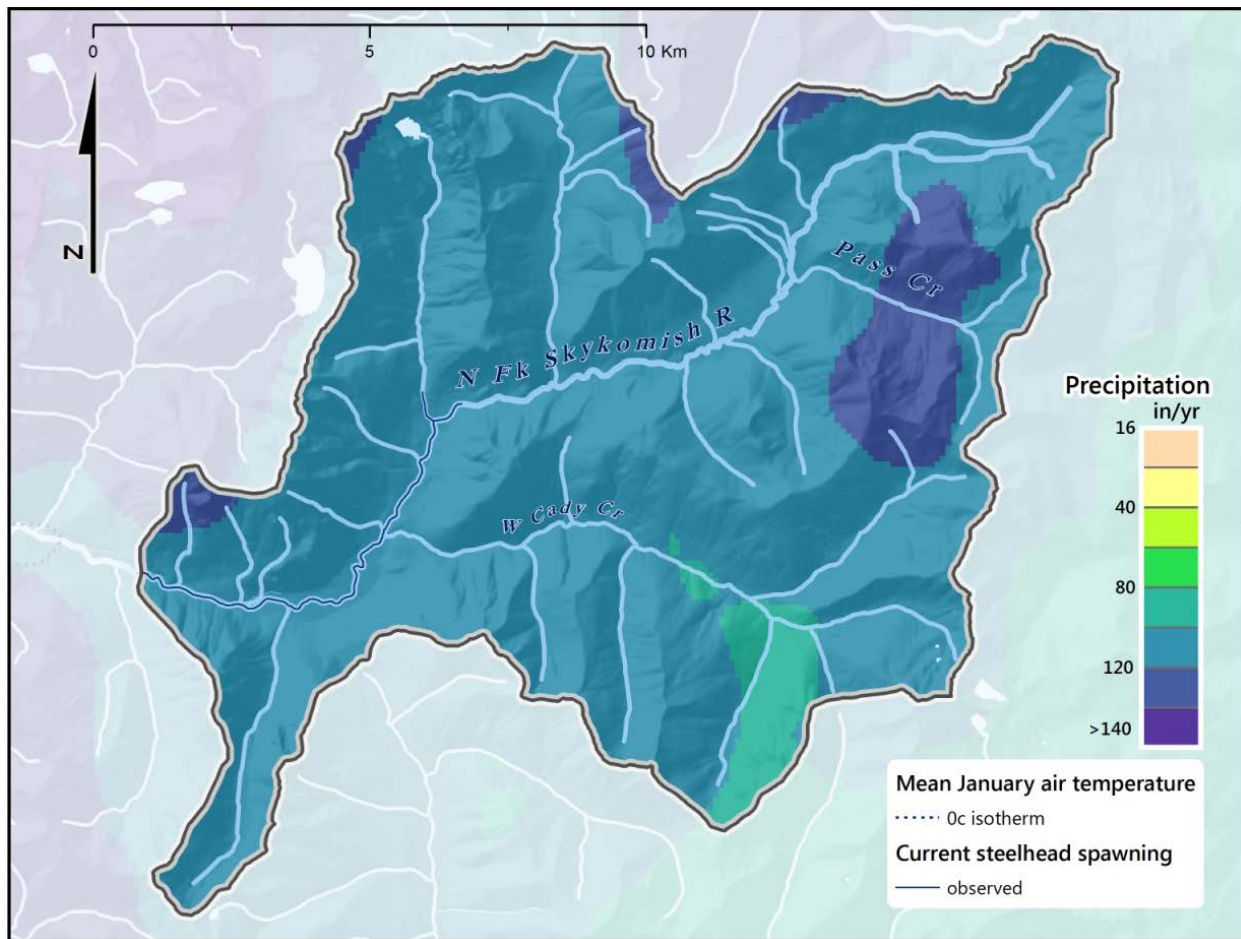 0 5 10 Km
N
Pass Cr
N Fk Skykomish R
W Cady Cr
Precipitation
in/yr
16
40
80
120
>140
Mean January air temperature
0c isotherm
Current steelhead spawning
observed